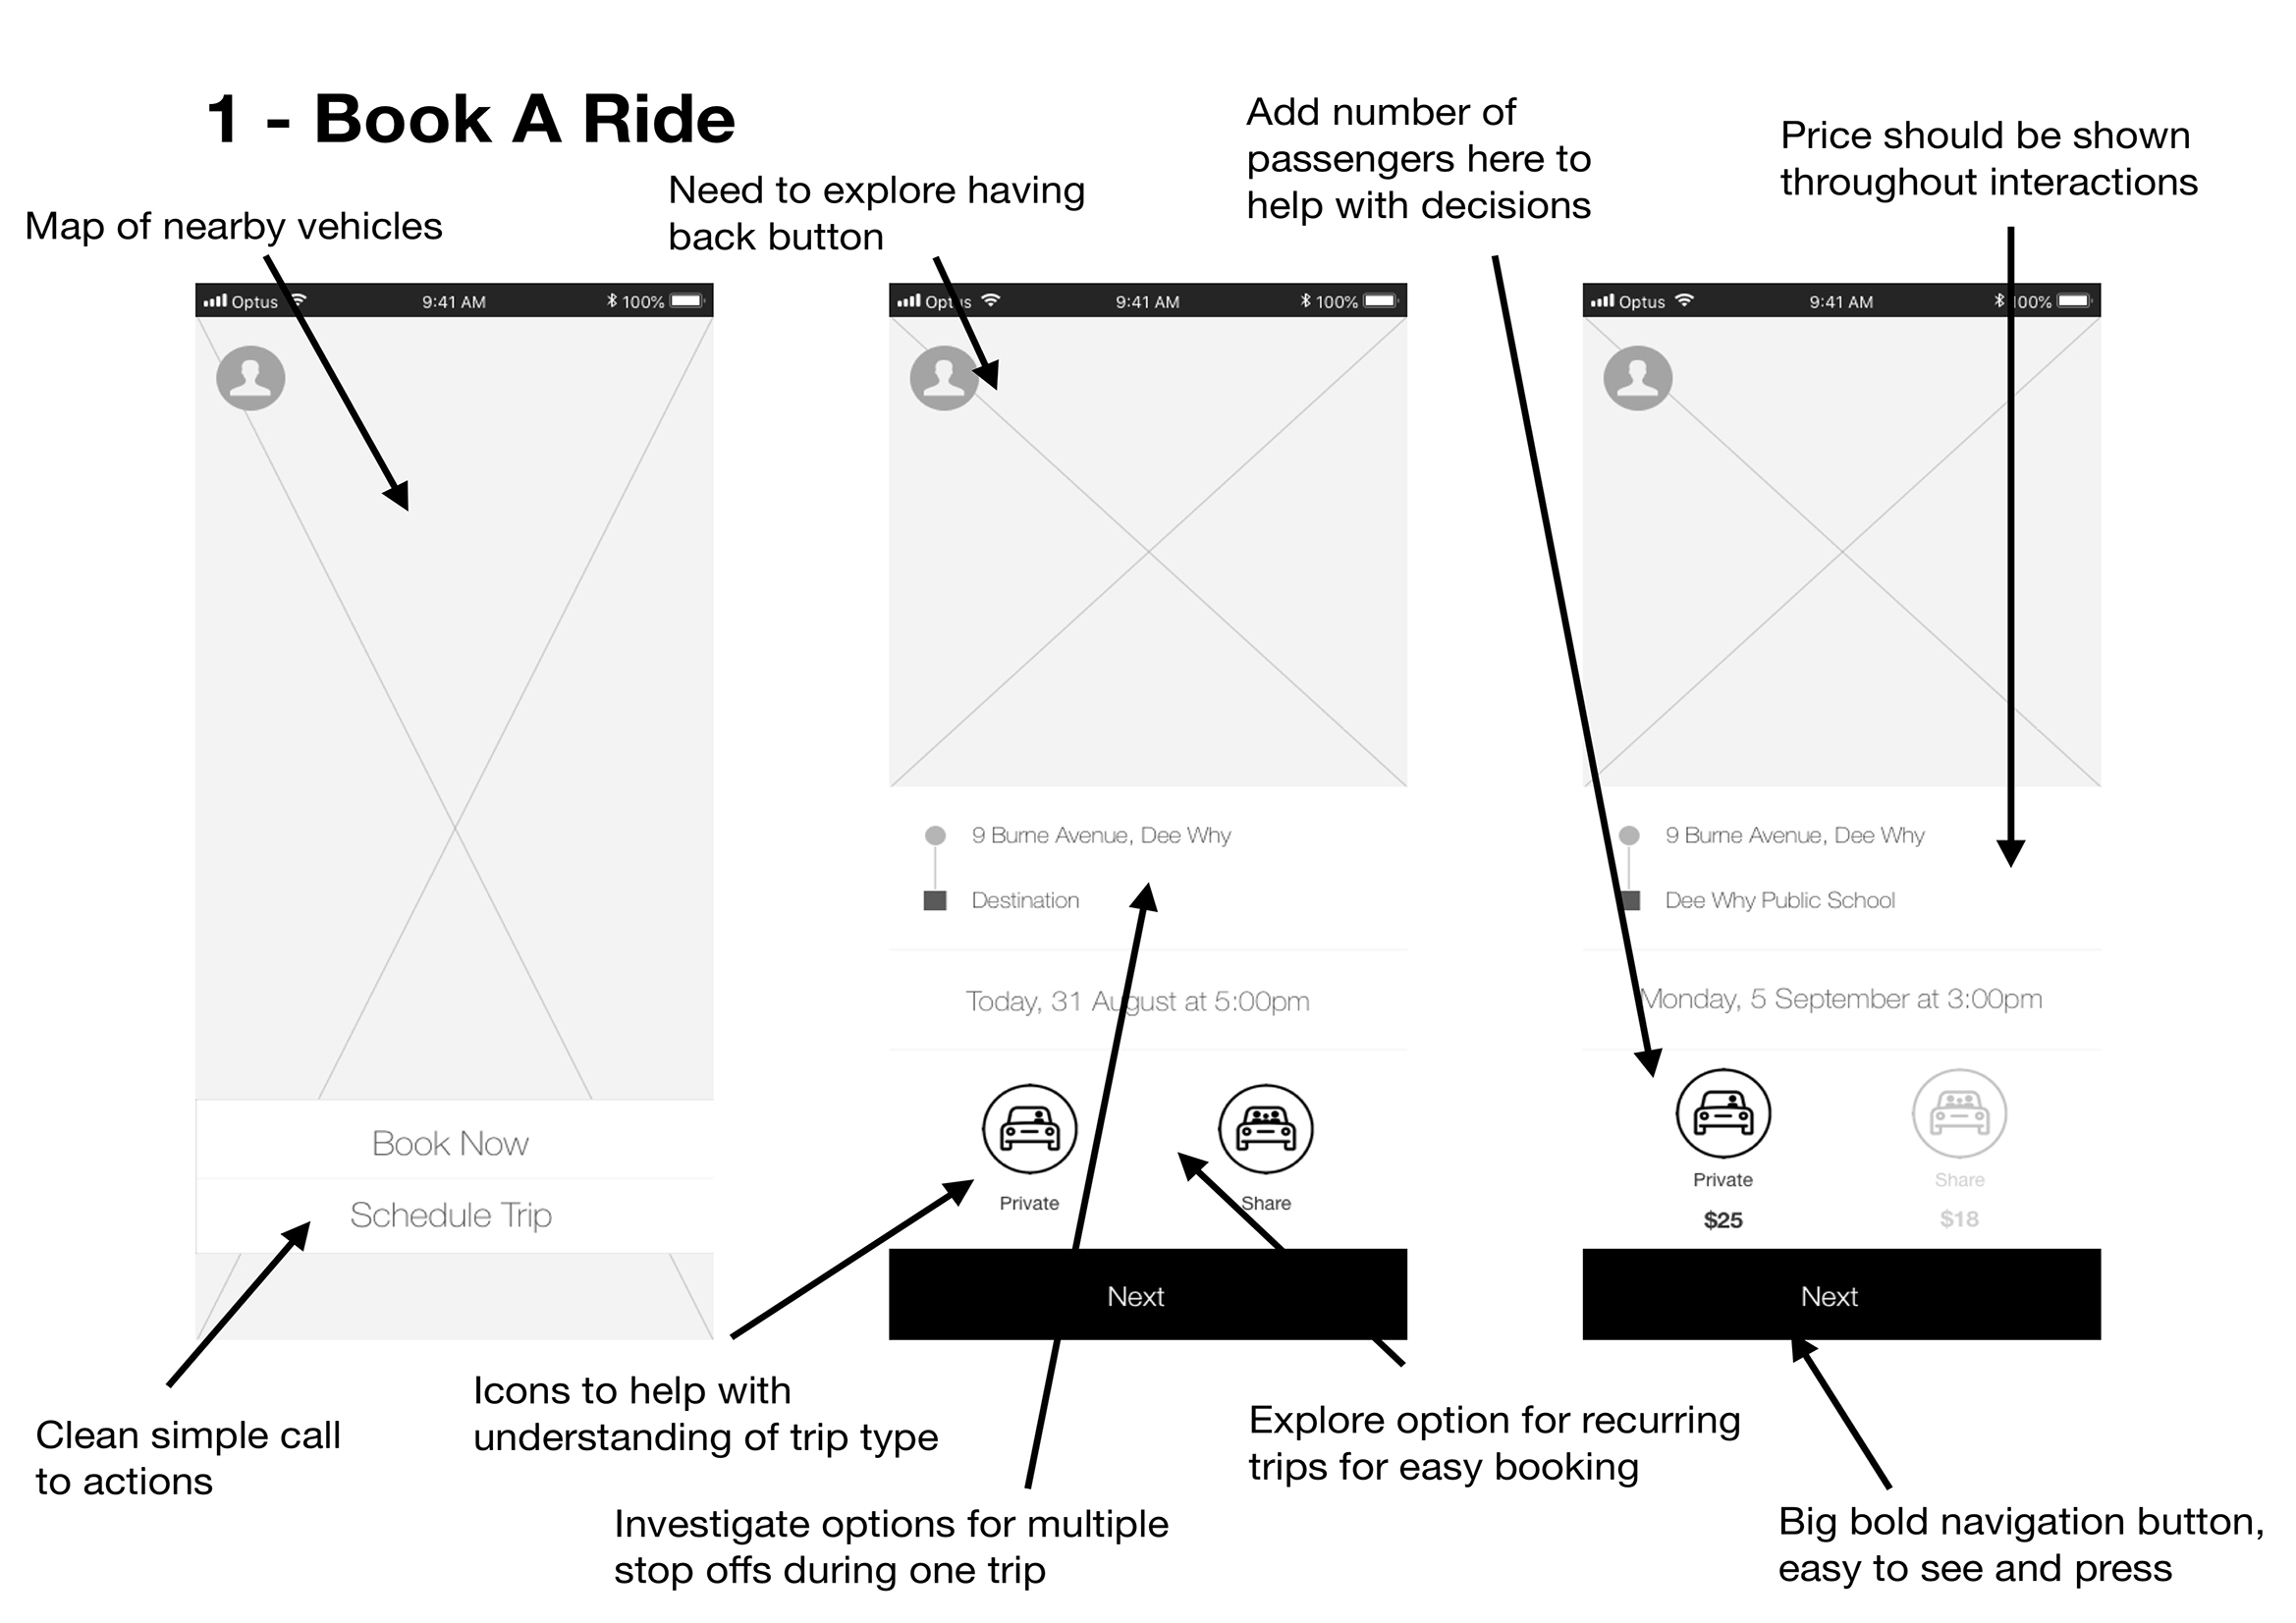 1 - Book A Ride
Map of nearby vehicles
Need to explore having
back button
Add number of
passengers here to
help with decisions
Price should be shown
throughout interactions
Optus 9:41 AM 100%
Book Now
Schedule Trip
Optus 9:41 AM 100%
9 Burne Avenue, Dee Why
Destination
Today, 31 August at 5:00pm
Private Share
Next
Optus 9:41 AM 100%
9 Burne Avenue, Dee Why
Dee Why Public School
Monday, 5 September at 3:00pm
Private Share
$25 $18
Next
Clean simple call
to actions
Icons to help with
understanding of trip type
Investigate options for multiple
stop offs during one trip
Explore option for recurring
trips for easy booking
Big bold navigation button,
easy to see and press